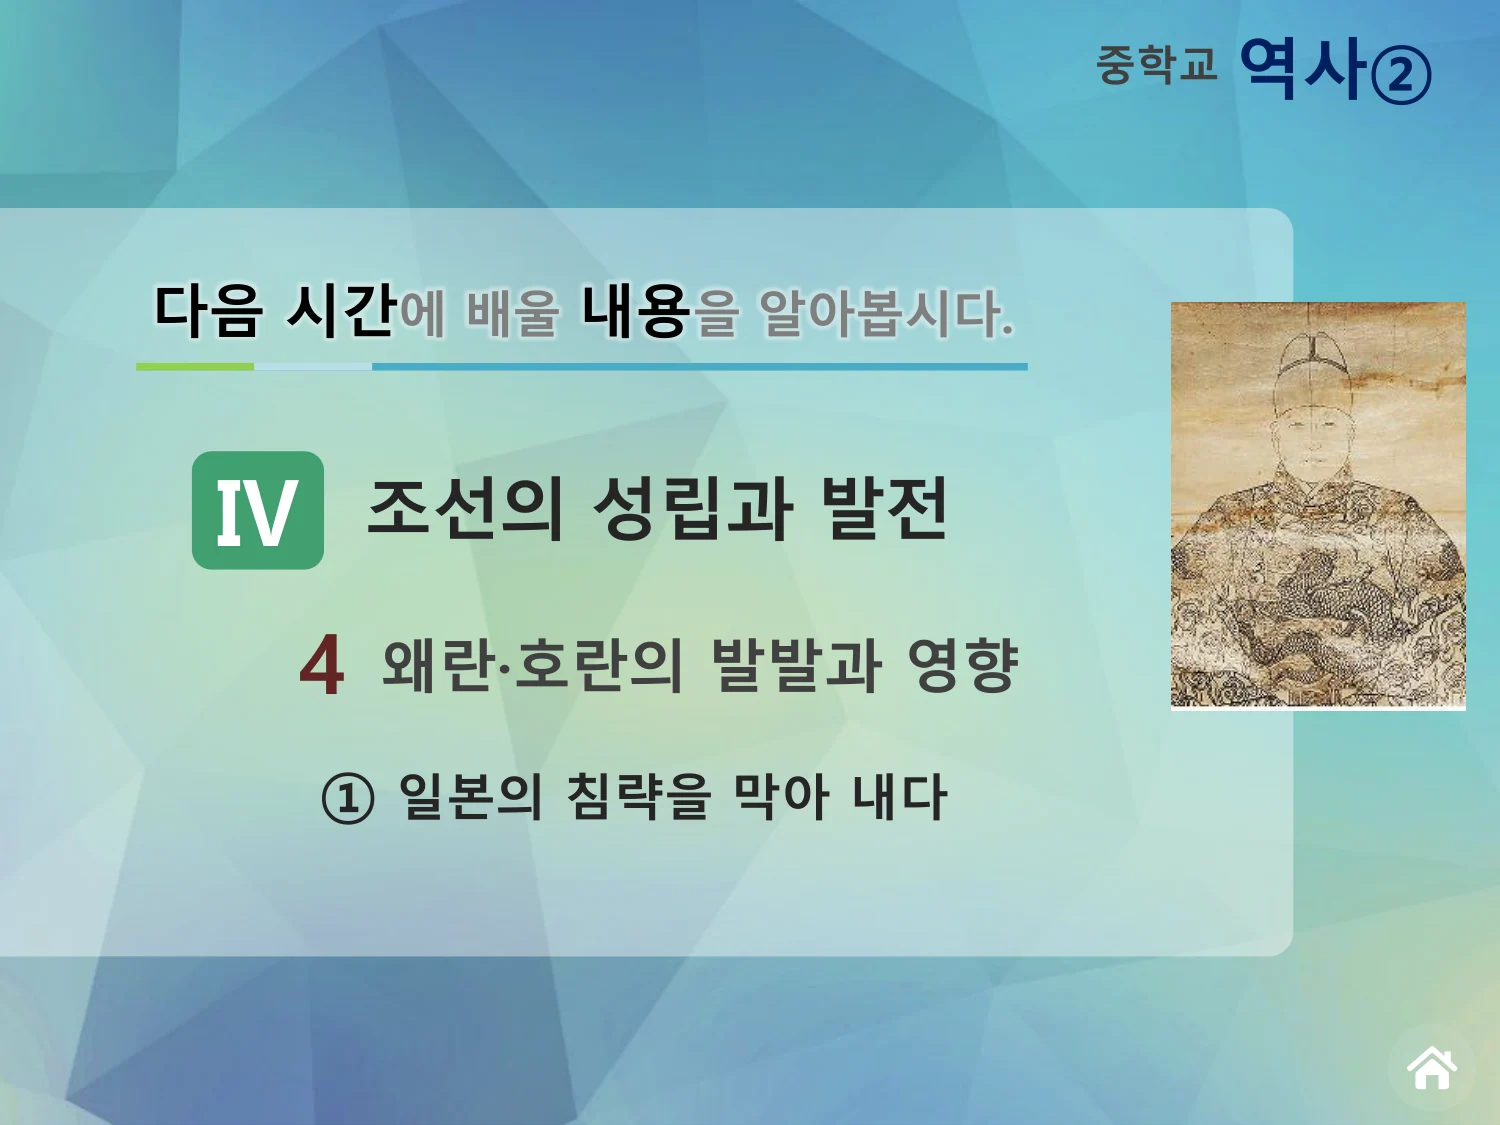 중학교 역사②
다음 시간에 배울 내용을 알아봅시다.
Ⅳ 조선의 성립과 발전
4 왜란·호란의 발발과 영향
① 일본의 침략을 막아 내다